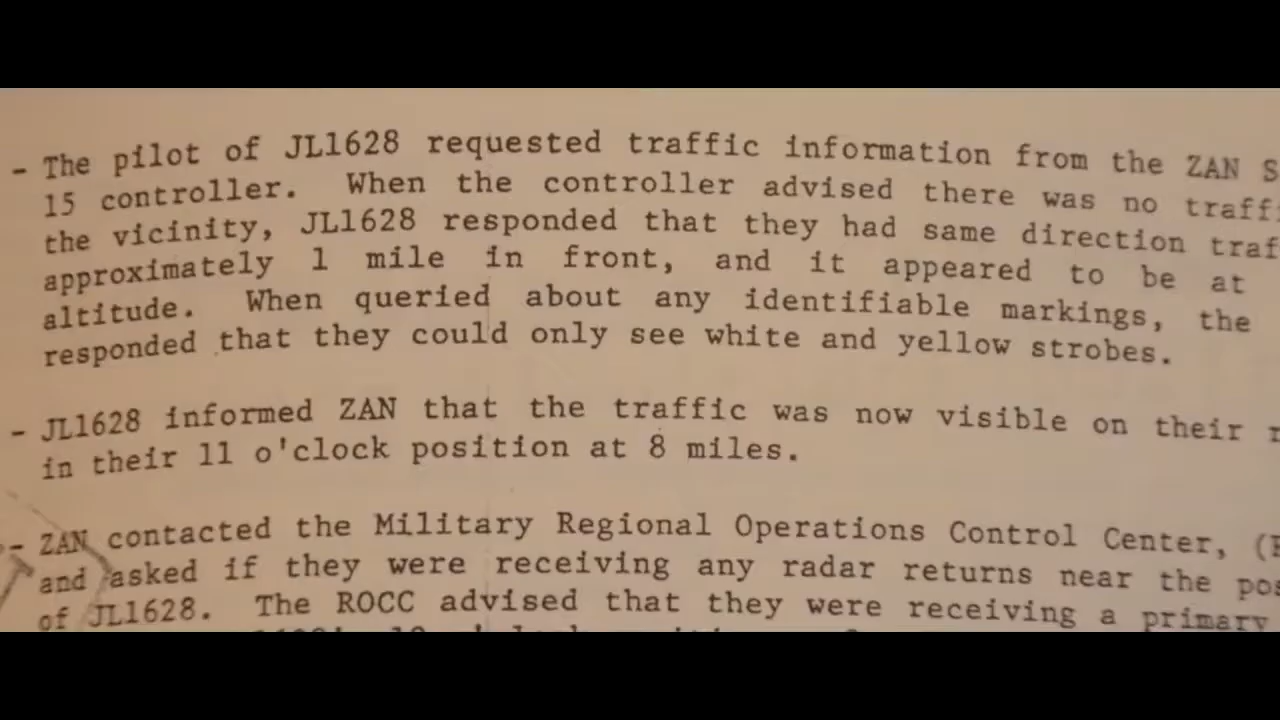 - The pilot of JL1628 requested traffic information from the ZAN S
15 controller. When the controller advised there was no traff
the vicinity, JL1628 responded that they had same direction traf
approximately 1 mile in front, and it appeared to be at
altitude. When queried about any identifiable markings, the
responded that they could only see white and yellow strobes.
- JL1628 informed ZAN that the traffic was now visible on their r
in their 11 o'clock position at 8 miles.
- ZAN contacted the Military Regional Operations Control Center, (R
and asked if they were receiving any radar returns near the pos
of JL1628. The ROCC advised that they were receiving a primary